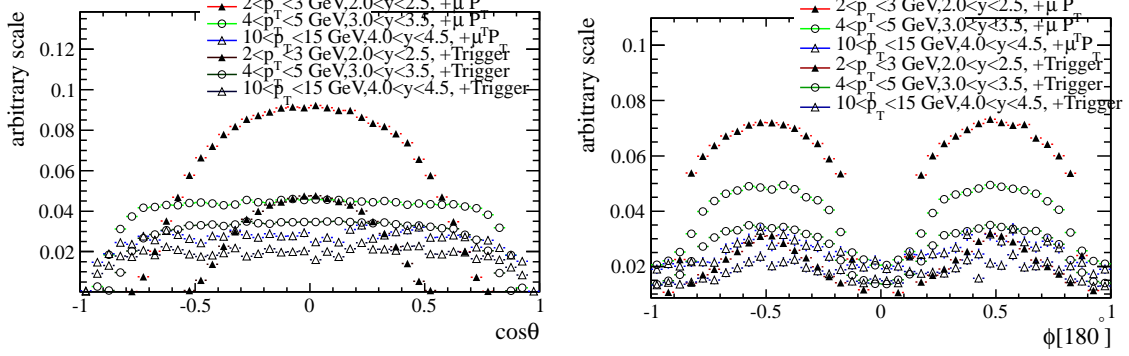 arbitrary scale
2<p_T<3 GeV,2.0<y<2.5, +μ P_T
4<p_T<5 GeV,3.0<y<3.5, +μ P_T
10<p_T<15 GeV,4.0<y<4.5, +μ P_T
2<p_T<3 GeV,2.0<y<2.5, +Trigger
4<p_T<5 GeV,3.0<y<3.5, +Trigger
10<p_T<15 GeV,4.0<y<4.5, +Trigger
0.12
0.1
0.08
0.06
0.04
0.02
-1
-0.5
0
0.5
1
cosθ
arbitrary scale
2<p_T<3 GeV,2.0<y<2.5, +μ P_T
4<p_T<5 GeV,3.0<y<3.5, +μ P_T
10<p_T<15 GeV,4.0<y<4.5, +μ P_T
2<p_T<3 GeV,2.0<y<2.5, +Trigger
4<p_T<5 GeV,3.0<y<3.5, +Trigger
10<p_T<15 GeV,4.0<y<4.5, +Trigger
0.1
0.08
0.06
0.04
0.02
-1
-0.5
0
0.5
1
ϕ[180°]